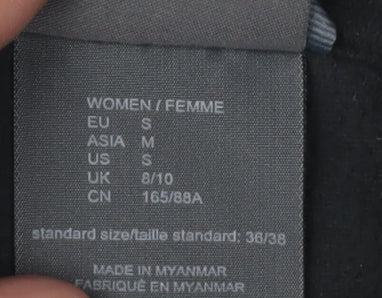 WOMEN / FEMME
EU S
ASIA M
US S
UK 8/10
CN 165/88A
standard size/taille standard: 36/38
MADE IN MYANMAR
FABRIQUÉ EN MYANMAR